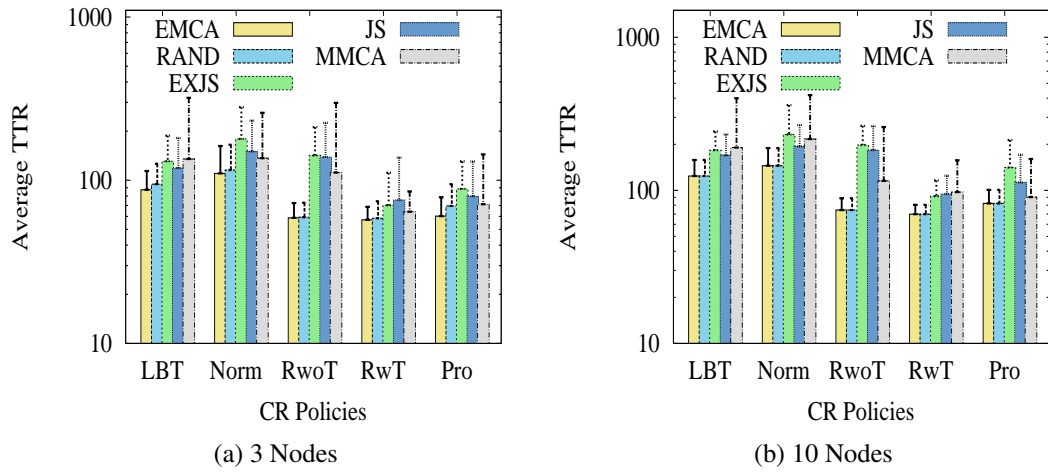 1000
100
10
Average TTR
EMCA
RAND
EXJS
JS
MMCA
LBT Norm RwoT RwT Pro
CR Policies
(a) 3 Nodes
1000
100
10
Average TTR
EMCA
RAND
EXJS
JS
MMCA
LBT Norm RwoT RwT Pro
CR Policies
(b) 10 Nodes